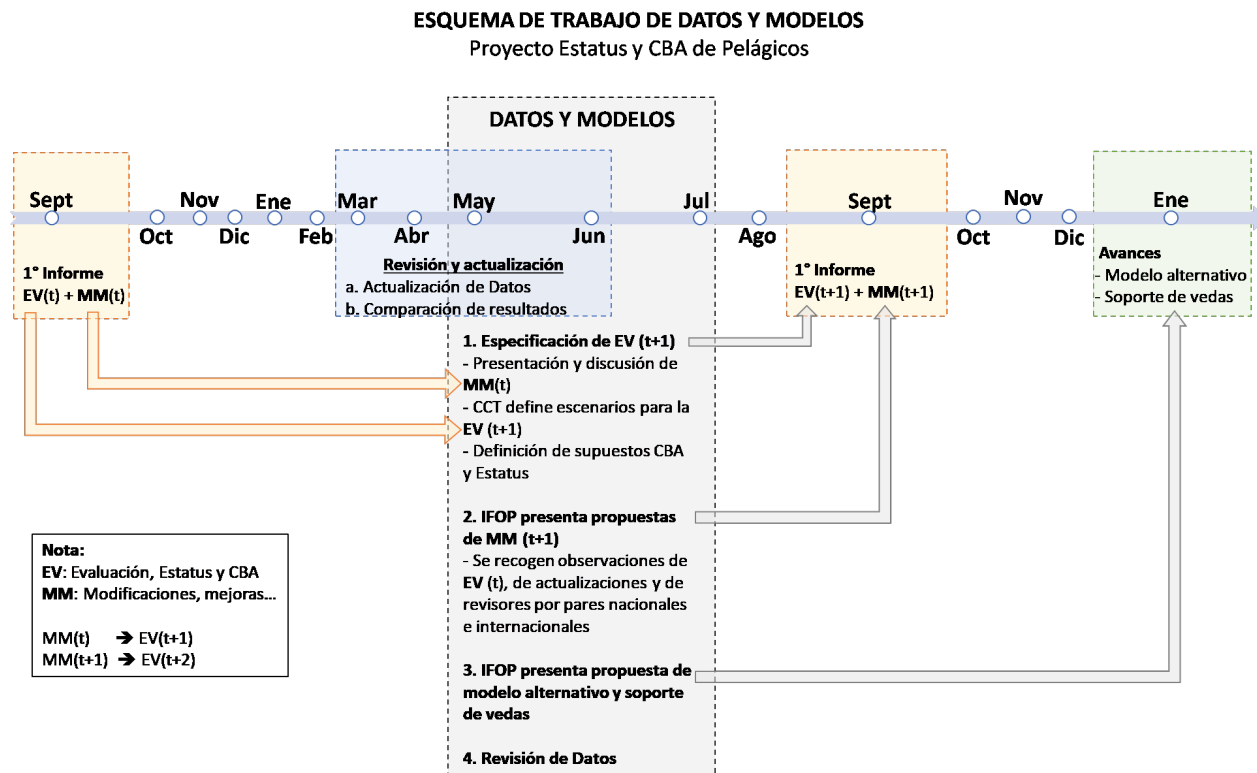 ESQUEMA DE TRABAJO DE DATOS Y MODELOS
Proyecto Estatus y CBA de Pelágicos
DATOS Y MODELOS
Sept
Oct
Nov
Dic
Ene
Feb
Mar
Abr
May
Jun
Jul
Ago
Sept
Oct
Nov
Dic
Ene
1° Informe
EV(t) + MM(t)
Revisión y actualización
a. Actualización de Datos
b. Comparación de resultados
1° Informe
EV(t+1) + MM(t+1)
Avances
- Modelo alternativo
- Soporte de vedas
1. Especificación de EV (t+1)
- Presentación y discusión de
MM(t)
- CCT define escenarios para la
EV (t+1)
- Definición de supuestos CBA
y Estatus
2. IFOP presenta propuestas
de MM (t+1)
- Se recogen observaciones de
EV (t), de actualizaciones y de
revisores por pares nacionales
e internacionales
3. IFOP presenta propuesta de
modelo alternativo y soporte
de vedas
4. Revisión de Datos
Nota:
EV: Evaluación, Estatus y CBA
MM: Modificaciones, mejoras...
MM(t) ➔ EV(t+1)
MM(t+1) ➔ EV(t+2)